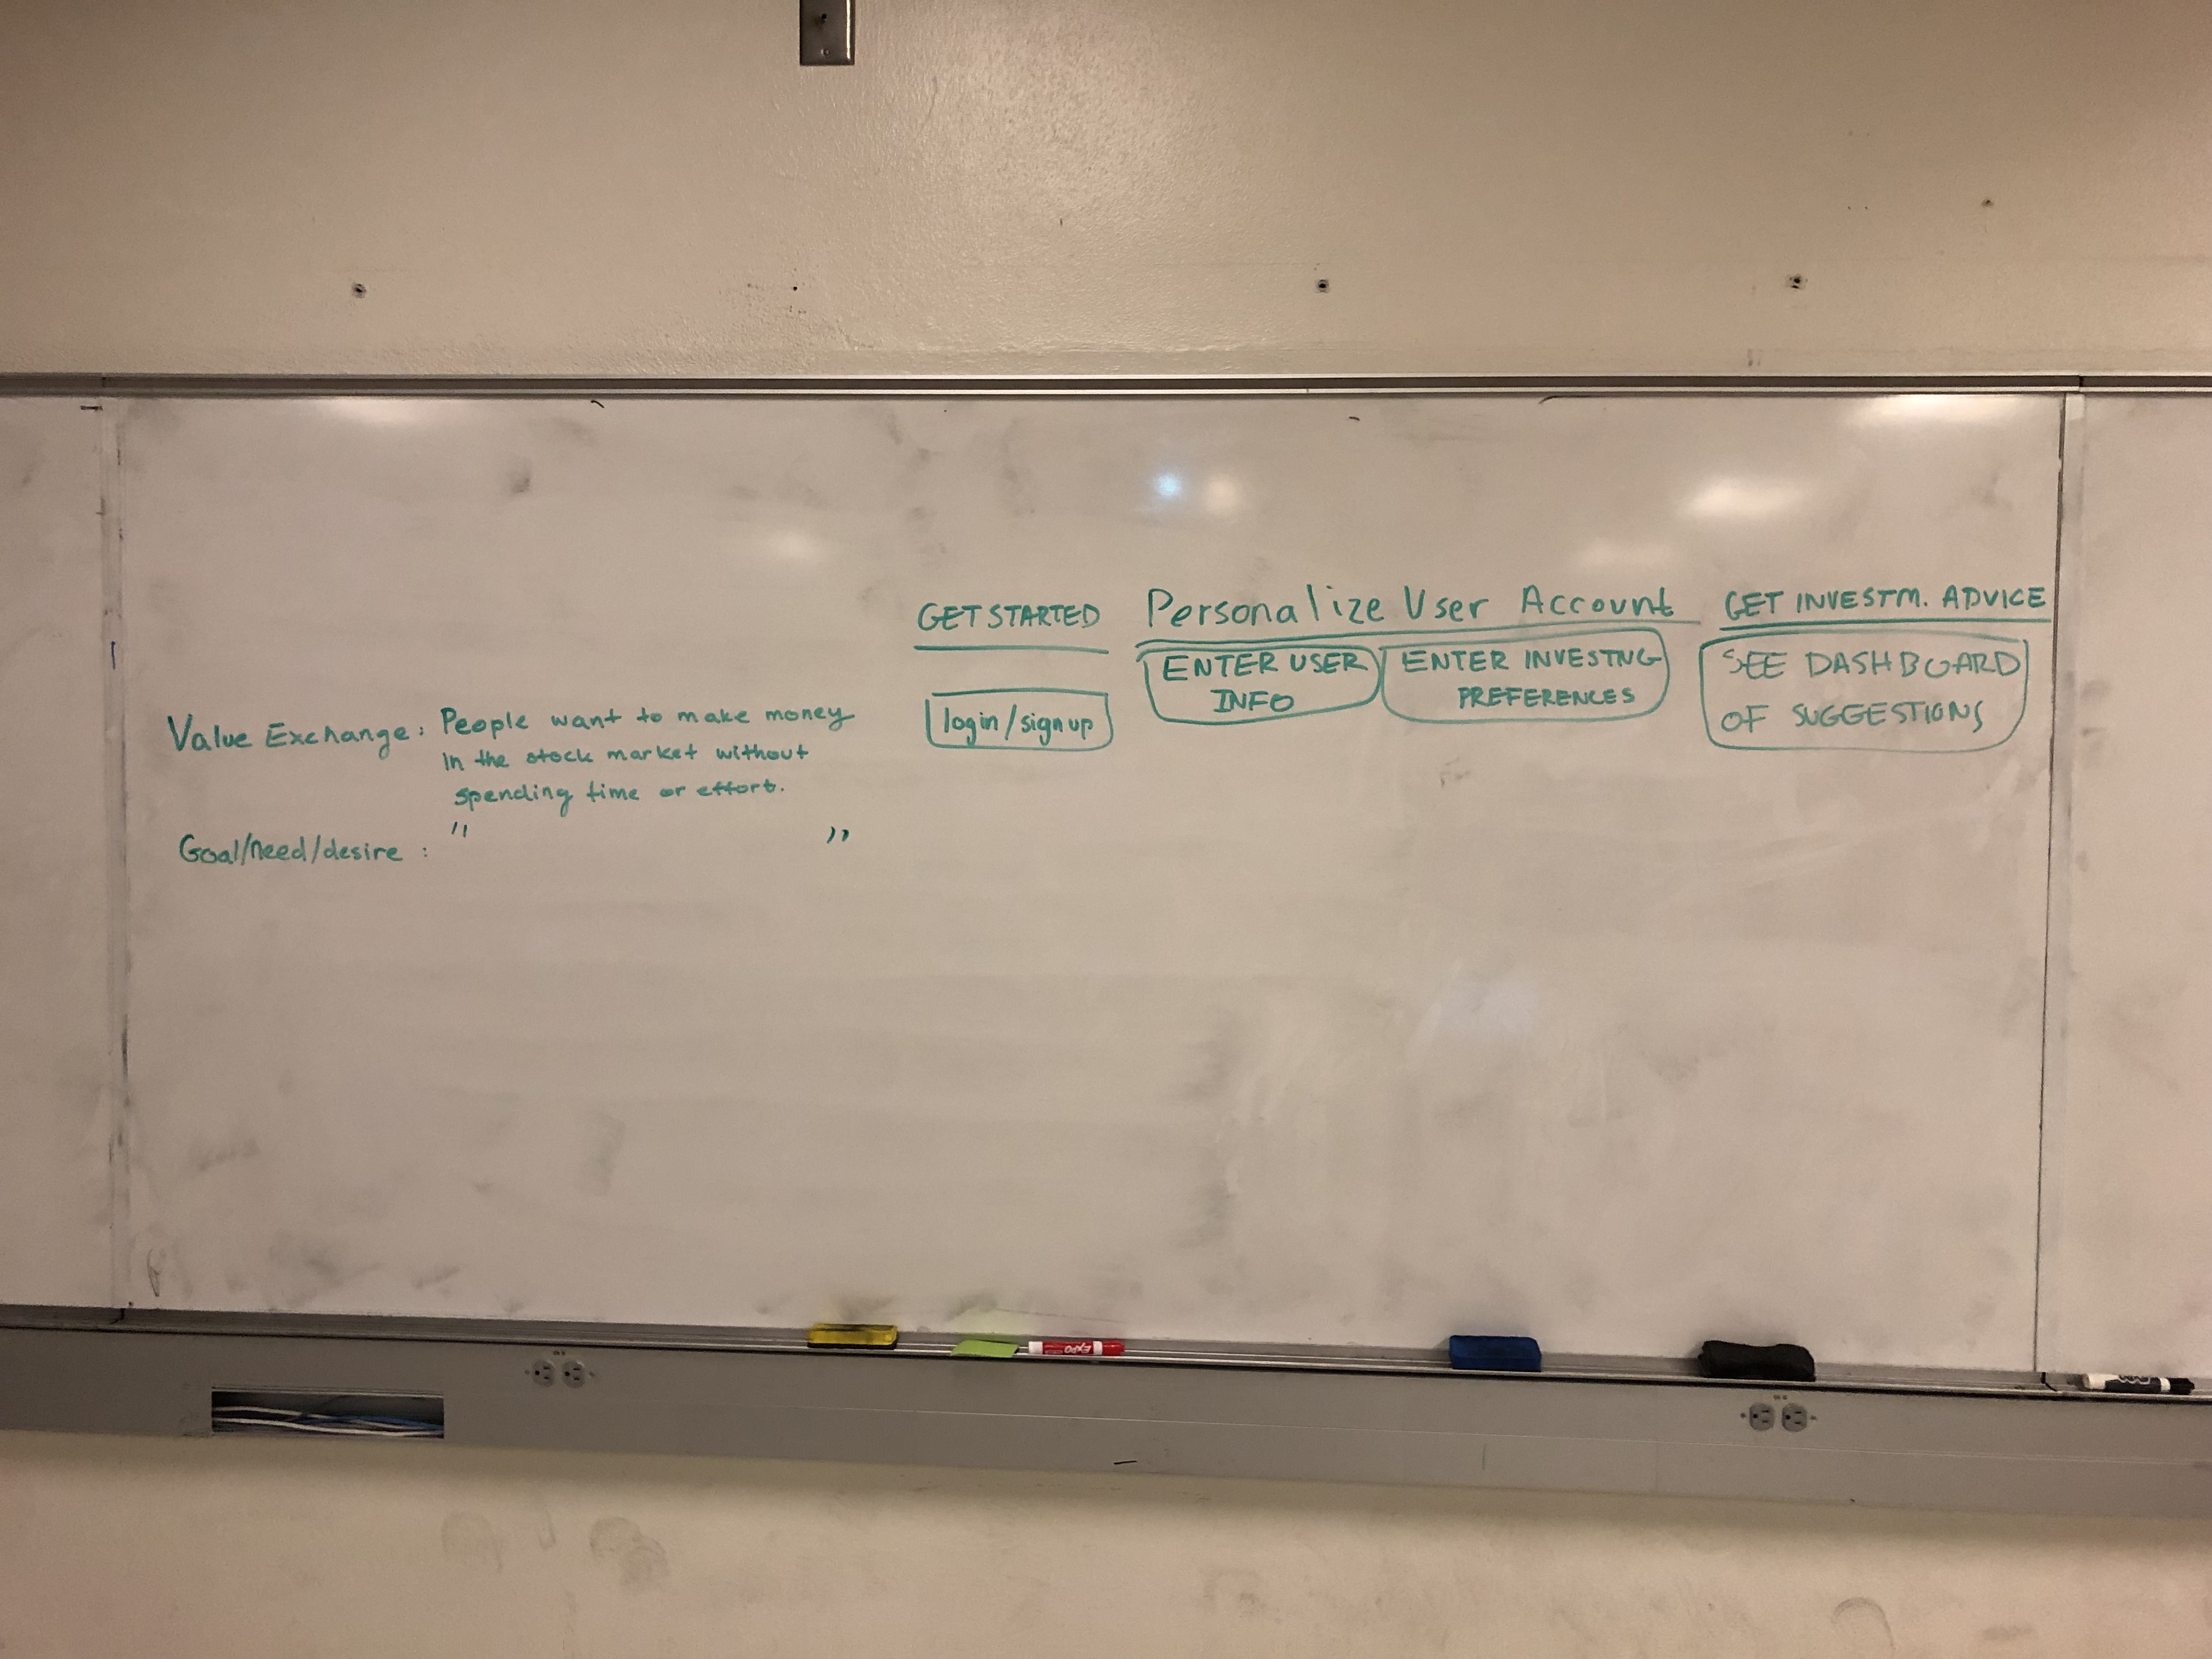 GET STARTED
Personalize User Account
GET INVESTM. ADVICE
ENTER USER
INFO
ENTER INVESTNG
PREFERENCES
SEE DASHBOARD
OF SUGGESTIONS
login/sign up
Value Exchange: People want to make money
in the stock market without
spending time or effort.
Goal/need/desire : " "
EXPO